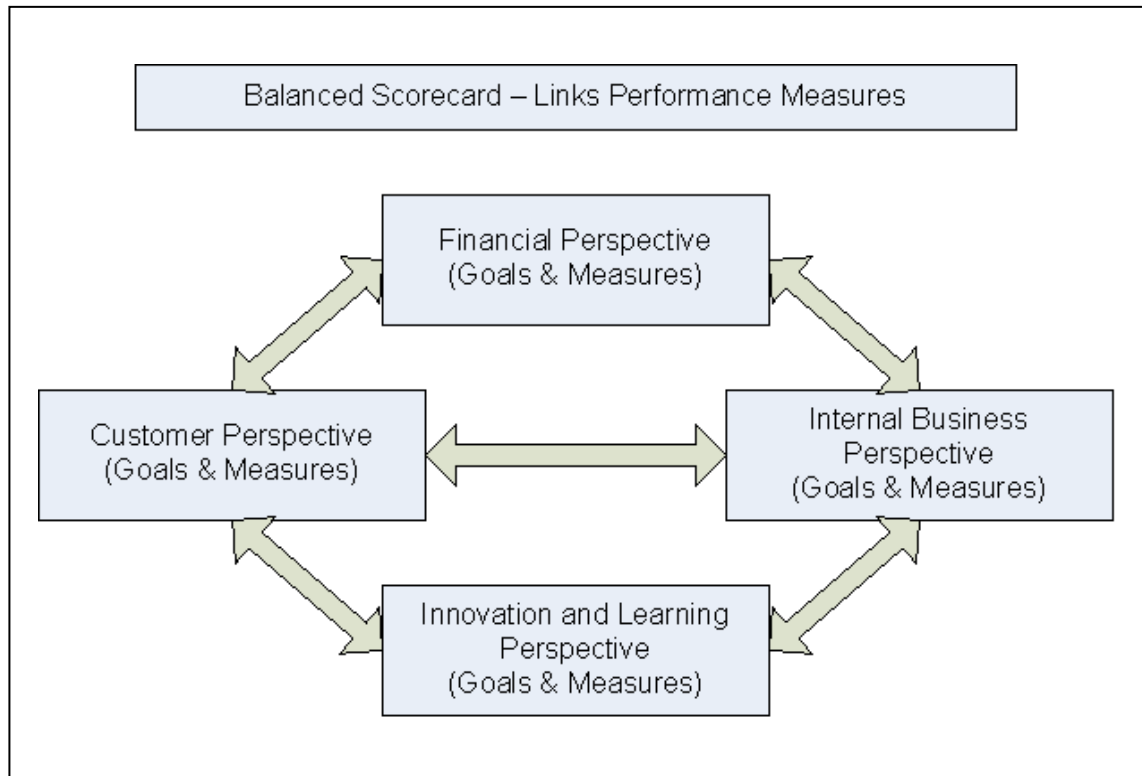 Balanced Scorecard – Links Performance Measures
Financial Perspective
(Goals & Measures)
Customer Perspective
(Goals & Measures)
Internal Business
Perspective
(Goals & Measures)
Innovation and Learning
Perspective
(Goals & Measures)